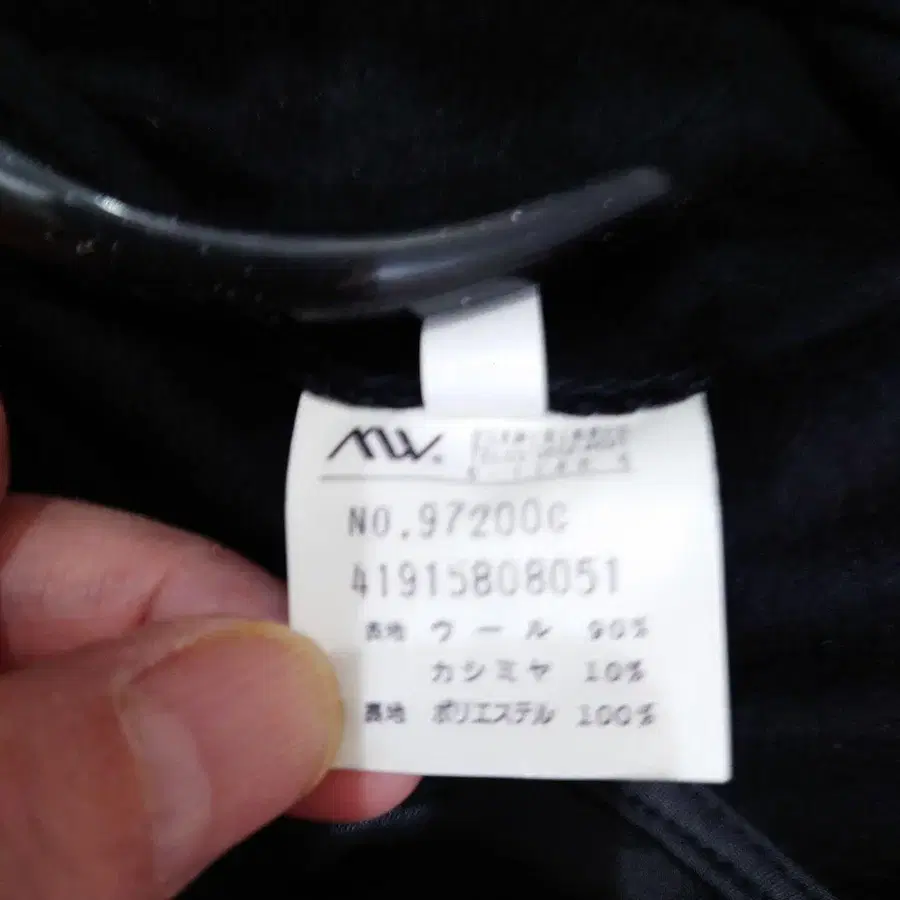 MW.
NO.97200C
41915808051
表地 ウール 90%
カシミヤ 10%
裏地 ポリエステル 100%